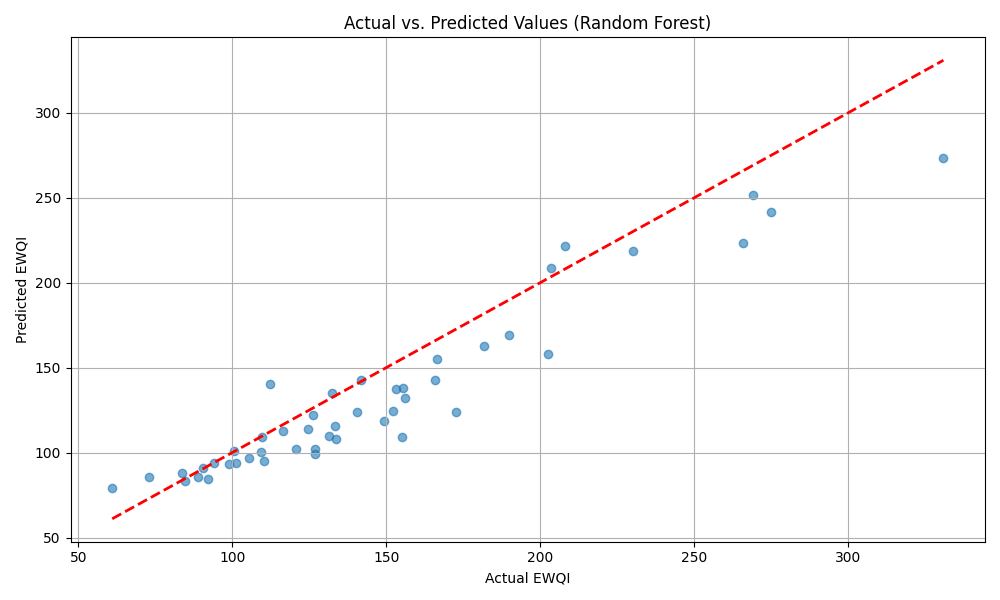 Actual vs. Predicted Values (Random Forest)
Predicted EWQI
300
250
200
150
100
50
50 100 150 200 250 300
Actual EWQI